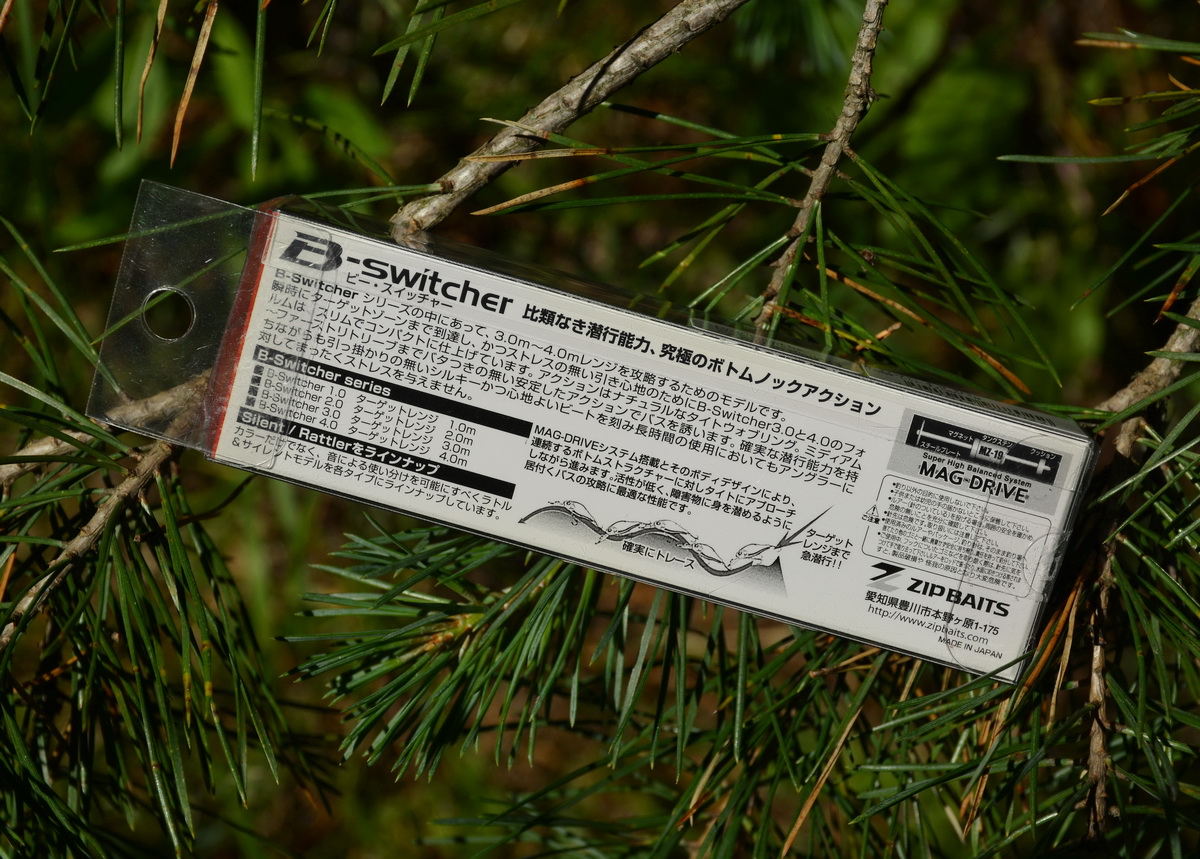 B-switcher 比類なき潜行能力、究極のボトムノックアクション
ビー・スイッチャー
B-Switcher シリーズの中にあって、3.0m～4.0mレンジを攻略するためのモデルです。
瞬時にターゲットゾーンまで到達し、かつストレスの無い引き心地のためにB-Switcher3.0と4.0のフォ
ルムは、スリムでコンパクトに仕上げています。アクションはナチュラルなタイトウォブリング。ミディアム
～ファーストリトリーブまでバタつきの無い安定したアクションでバスを誘います。確実な潜行能力を持
ちながらも引っ掛かりの無いシルキーかつ心地よいビートを刻み長時間の使用においてもアングラーに
対してまったくストレスを与えません。
B-Switcher series
B-Switcher 1.0 ターゲットレンジ 1.0m
B-Switcher 2.0 ターゲットレンジ 2.0m
B-Switcher 3.0 ターゲットレンジ 3.0m
B-Switcher 4.0 ターゲットレンジ 4.0m
Silent / Rattlerをラインナップ
カラーだけでなく、音による使い分けを可能にすべくラトル
&サイレントモデルを各タイプにラインナップしています。
MAG-DRIVEシステム搭載とそのボディデザインにより、
連続するボトムストラクチャーに対しタイトにアプローチ
しながら進みます。活性が低く、障害物に身を潜めるように
居付くバスの攻略に最適な性能です。
確実にトレース
ターゲット
レンジまで
急潜行!!
マグネット タングステン クッション
スチールプレート MZ-19
Super High Balanced System
MAG-DRIVE
ご注意
ZIPBAITS
愛知県豊川市本野ヶ原1-175
http://www.zipbaits.com
MADE IN JAPAN